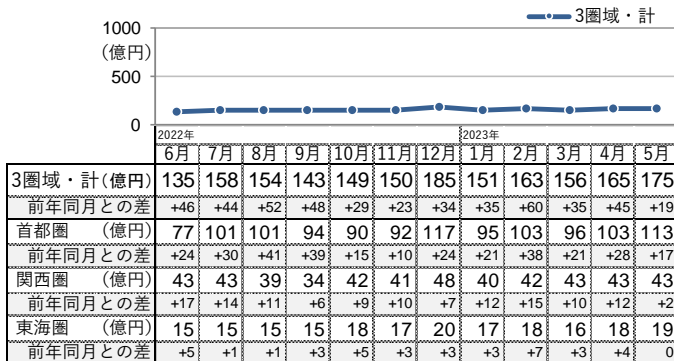 3圏域・計
1000
(億円)
500
0
2022年 2023年
6月 7月 8月 9月 10月 11月 12月 1月 2月 3月 4月 5月
3圏域・計(億円) 135 158 154 143 149 150 185 151 163 156 165 175
前年同月との差 +46 +44 +52 +48 +29 +23 +34 +35 +60 +35 +45 +19
首都圏 (億円) 77 101 101 94 90 92 117 95 103 96 103 113
前年同月との差 +24 +30 +41 +39 +15 +10 +24 +21 +38 +21 +28 +17
関西圏 (億円) 43 43 39 34 42 41 48 40 42 43 43 43
前年同月との差 +17 +14 +11 +6 +9 +10 +7 +12 +15 +10 +12 +2
東海圏 (億円) 15 15 15 15 18 17 20 17 18 16 18 19
前年同月との差 +5 +1 +1 +3 +5 +3 +3 +3 +7 +3 +4 0